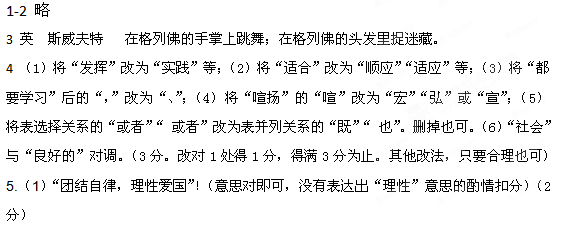 1-2 略
3 英 斯威夫特 在格列佛的手掌上跳舞；在格列佛的头发里捉迷藏。
4 （1）将“发挥”改为“实践”等；（2）将“适合”改为“顺应”“适应”等；（3）将“都
要学习”后的“，”改为“、”；（4）将“喧扬”的“喧”改为“宏”“弘”或“宣”；（5）
将表选择关系的“或者”“ 或者”改为表并列关系的“既”“ 也”。删掉也可。（6）“社会”
与“良好的”对调。（3分。改对1处得1分，得满3分为止。其他改法，只要合理也可）
5.（1）“团结自律，理性爱国”！（意思对即可，没有表达出“理性”意思的酌情扣分）（2
分）